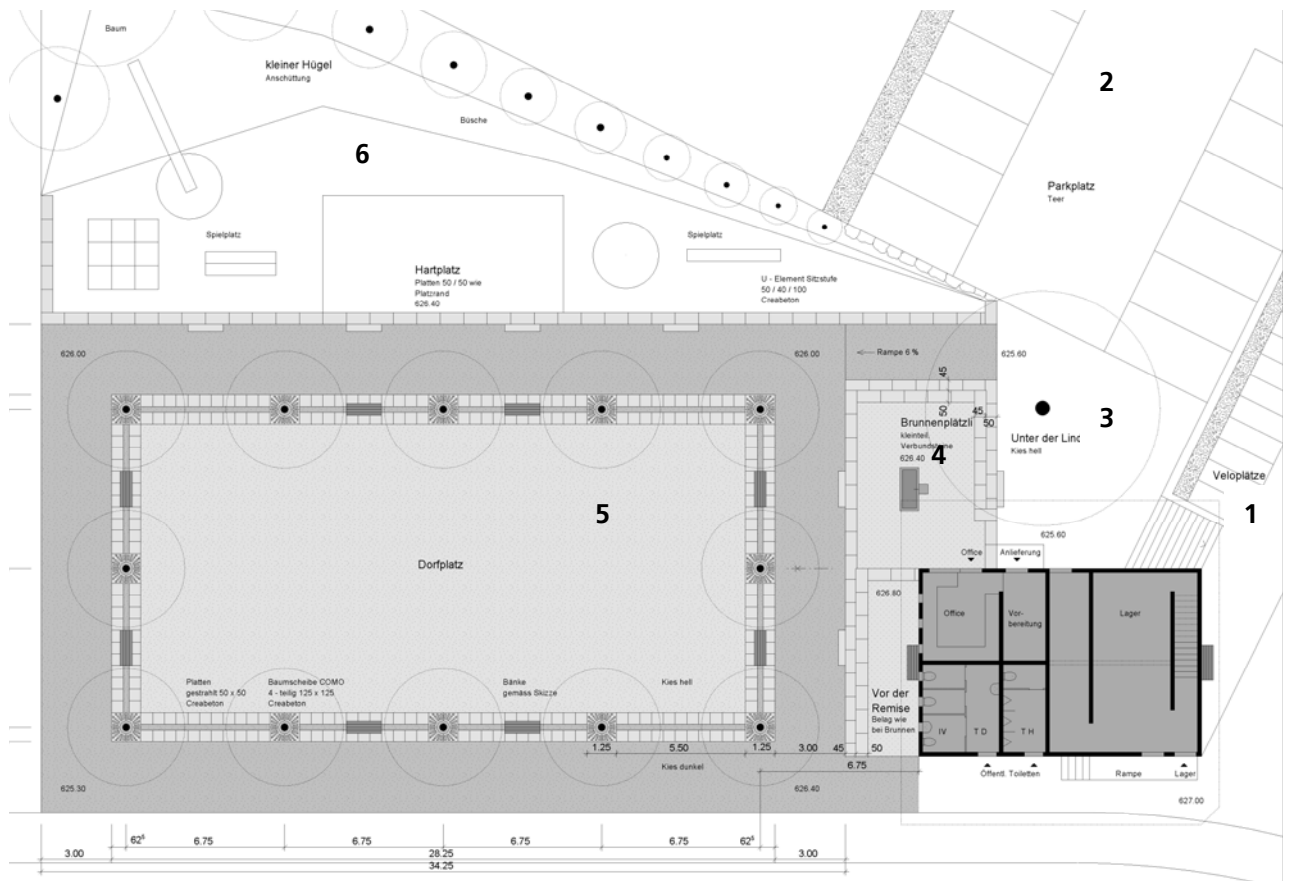 Baum
kleiner Hügel
Anschüttung
Büsche
2
6
Parkplatz
Teer
Spielplatz
Spielplatz
Hartplatz
Platten 50 / 50 wie
Platzrand
626.40
U - Element Sitzstufe
50 / 40 / 100
Creabeton
626.00
626.00
Rampe 6 %
625.60
45
50
45
50
Brunnenplätzli
kleinteil.
Verbundsteine
626.40
4
3
Unter der Lind
Kies hell
Veloplätze
1
5
625.60
Dorfplatz
Office
Anlieferung
626.80
Office
Vor-
bereitung
Lager
Platten
gestrahlt 50 x 50
Creabeton
Baumscheibe COMO
4 - teilig 125 x 125
Creabeton
Bänke
gemäss Skizze
Kies hell
Vor der
Remise
Belag wie
bei Brunnen
IV
T D
T H
1.25
5.50
1.25
3.00
45
50
Kies dunkel
6.75
Öffentl. Toiletten
Rampe
Lager
625.30
626.40
627.00
62⁵
6.75
6.75
6.75
6.75
62⁵
3.00
28.25
3.00
34.25